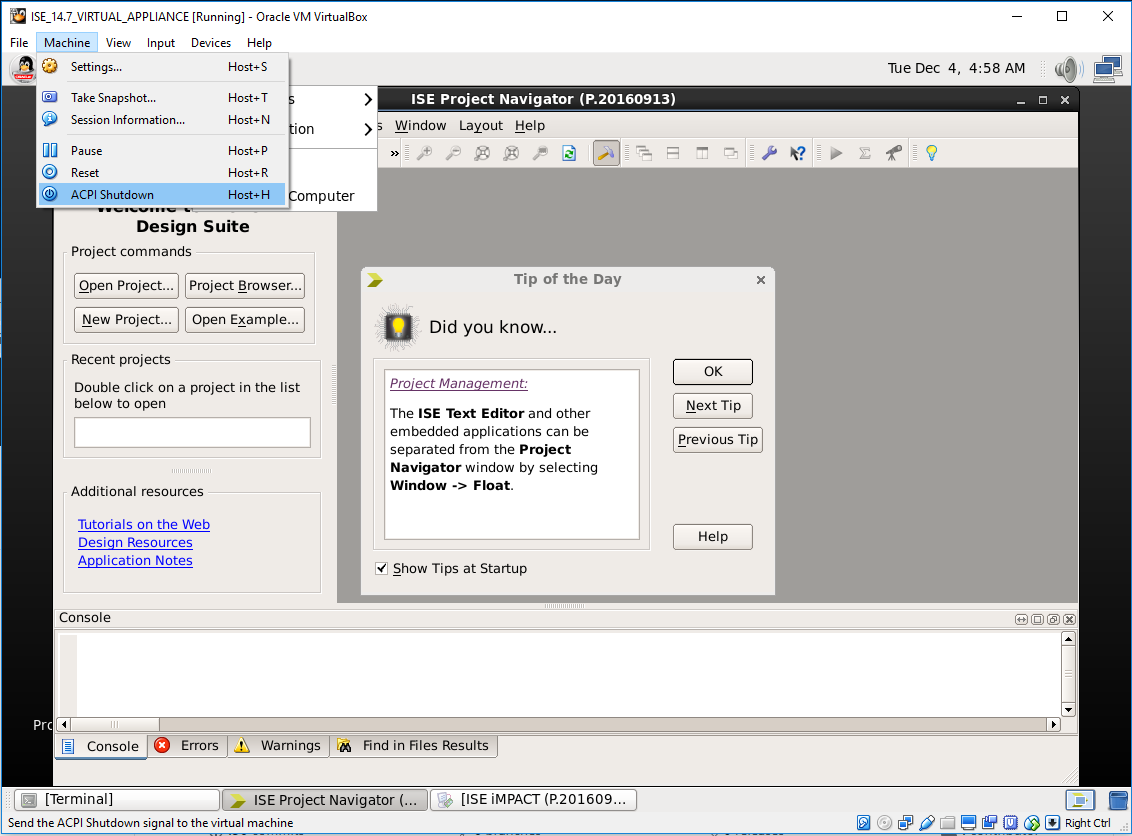 ISE_14.7_VIRTUAL_APPLIANCE [Running] - Oracle VM VirtualBox
File Machine View Input Devices Help
Settings... Host+S
Take Snapshot... Host+T
Session Information... Host+N
Pause Host+P
Reset Host+R
ACPI Shutdown Host+H
Computer
Tue Dec 4, 4:58 AM
ISE Project Navigator (P.20160913)
Window Layout Help
»
Design Suite
Project commands
Open Project... Project Browser...
New Project... Open Example...
Recent projects
Double click on a project in the list
below to open
Additional resources
Tutorials on the Web
Design Resources
Application Notes
Tip of the Day
Did you know...
Project Management:
The ISE Text Editor and other
embedded applications can be
separated from the Project
Navigator window by selecting
Window -> Float.
OK
Next Tip
Previous Tip
Help
Show Tips at Startup
Console
Console Errors Warnings Find in Files Results
[Terminal] ISE Project Navigator (... [ISE iMPACT (P.201609...
Send the ACPI Shutdown signal to the virtual machine
Right Ctrl